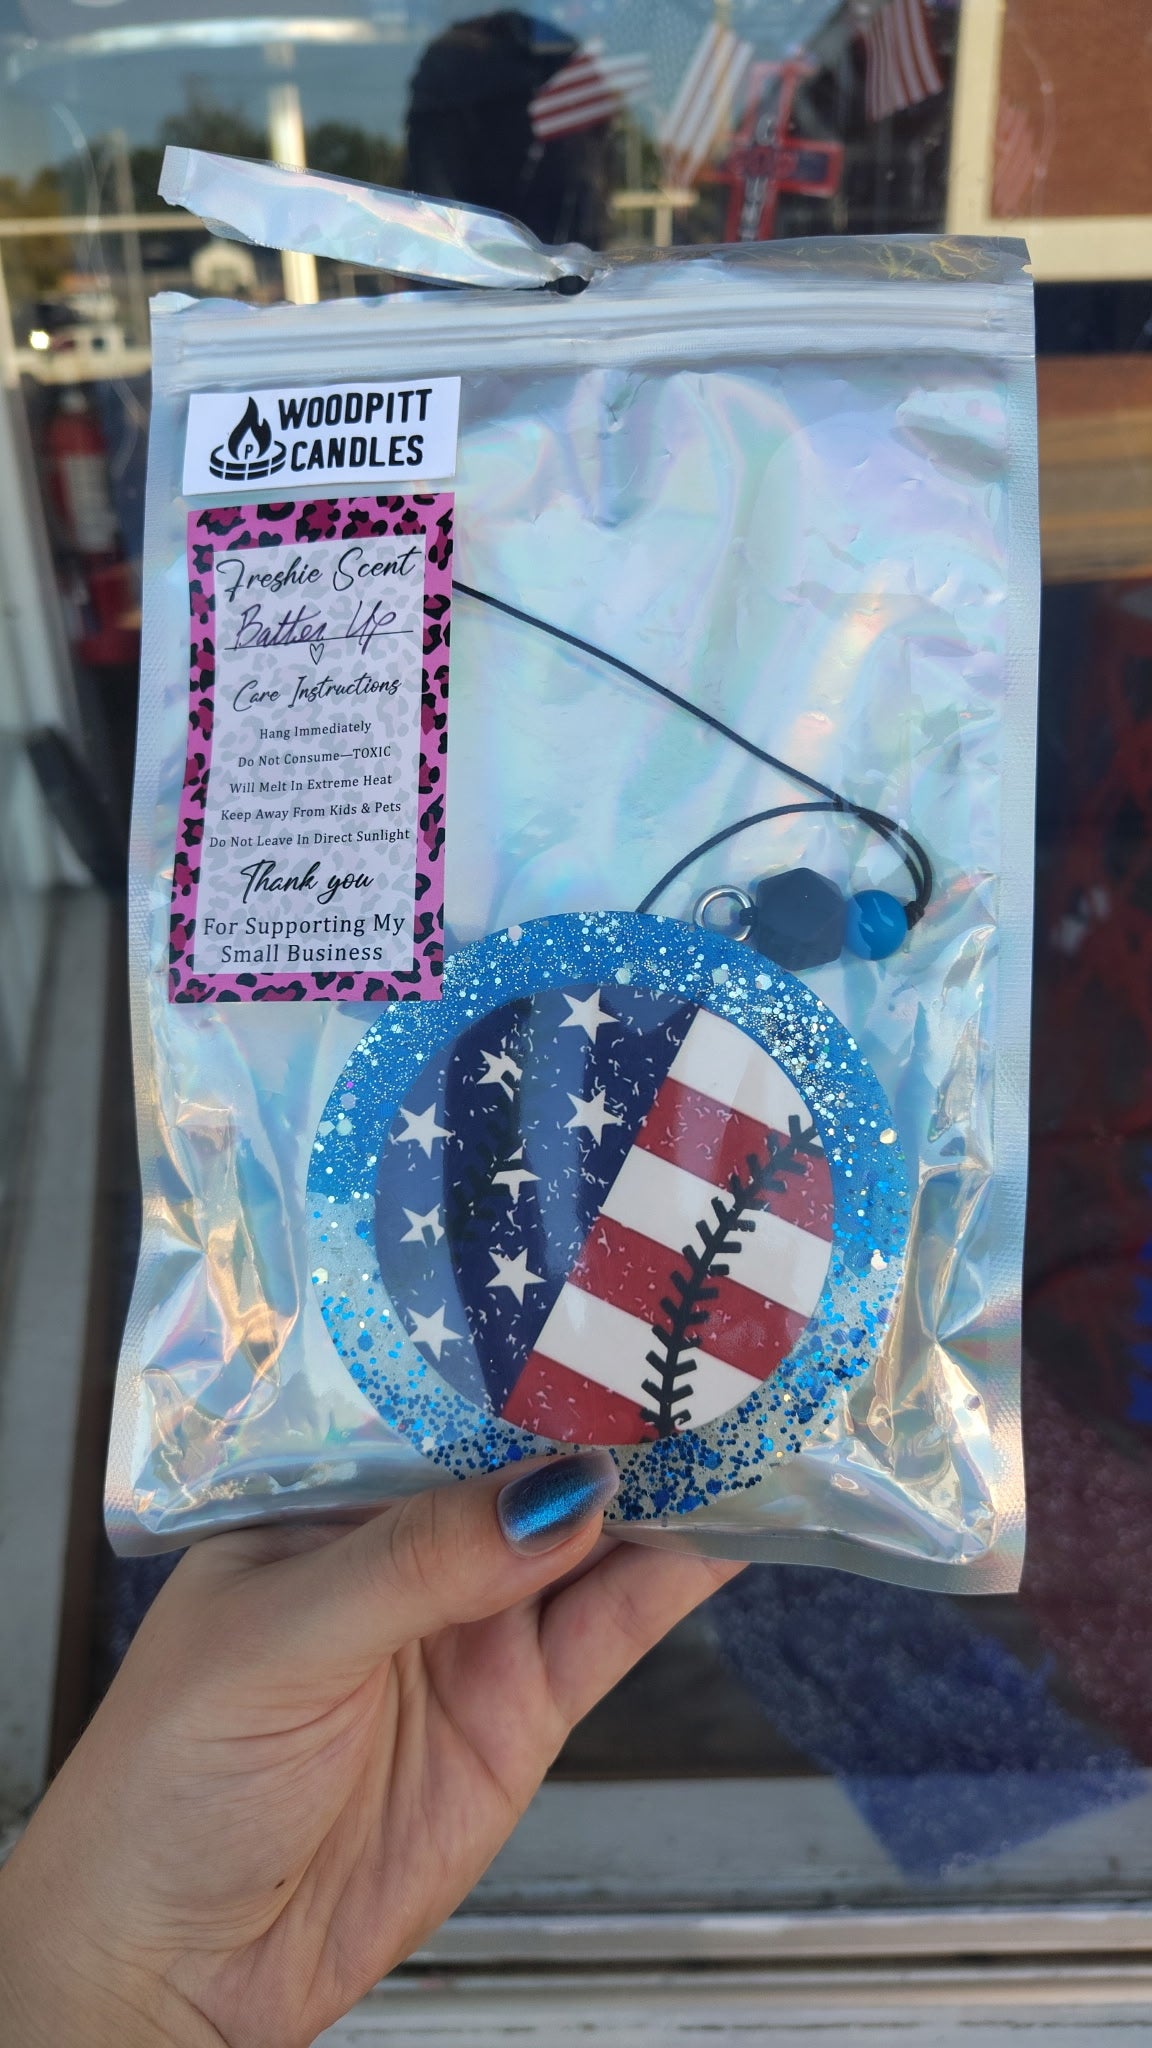 WOODPITT
CANDLES
P
Freshie Scent
Batter Up
Care Instructions
Hang Immediately
Do Not Consume—TOXIC
Will Melt In Extreme Heat
Keep Away From Kids & Pets
Do Not Leave In Direct Sunlight
Thank you
For Supporting My
Small Business